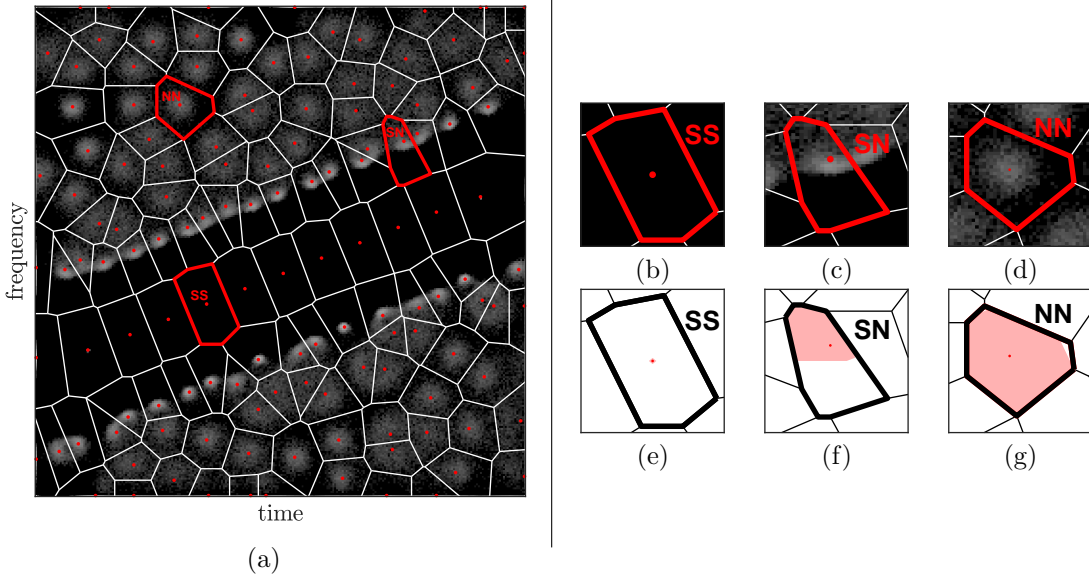 NN
SN
SS
frequency
time
(a)
SS
SN
NN
(b)
(c)
(d)
SS
SN
NN
(e)
(f)
(g)